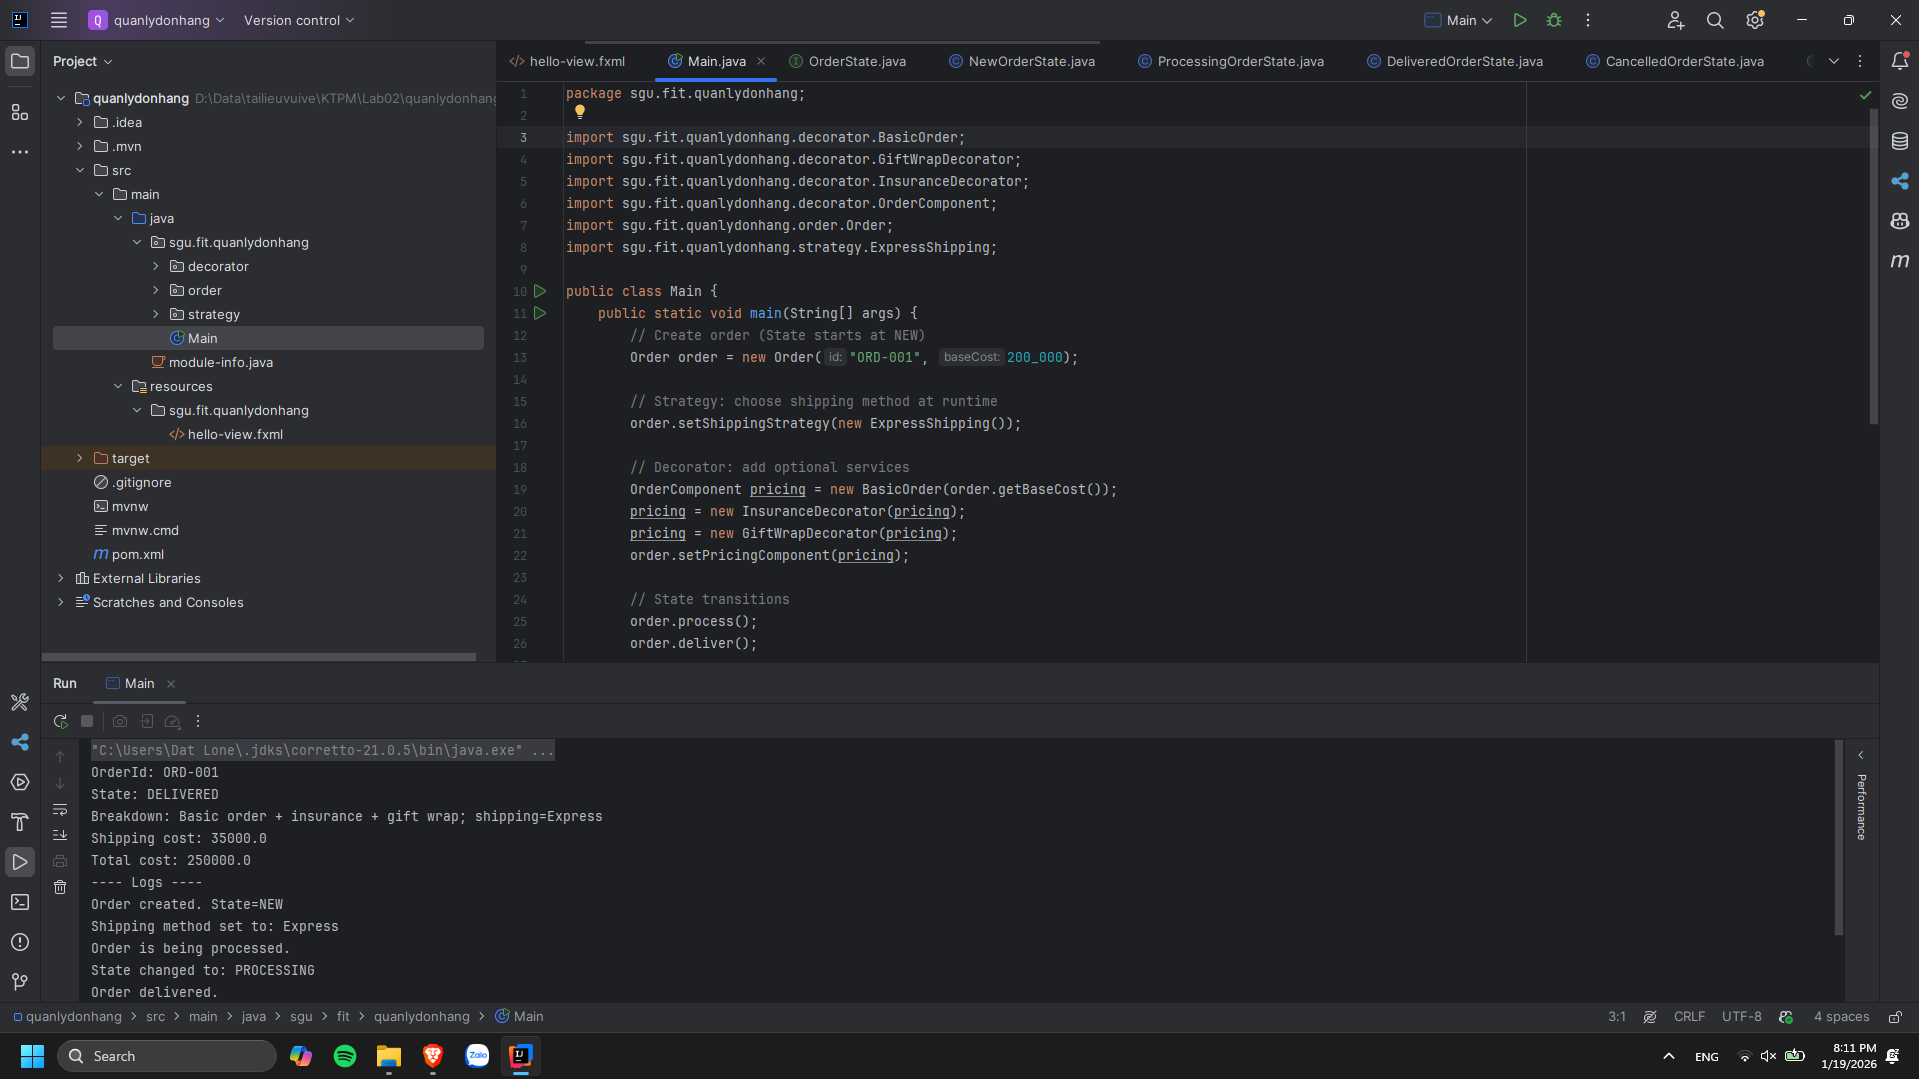 Q quanlydonhang Version control Main
Project
quanlydonhang D:\Data\tailieuvuive\KTPM\Lab02\quanlydonhang
.idea
.mvn
src
main
java
sgu.fit.quanlydonhang
decorator
order
strategy
Main
module-info.java
resources
sgu.fit.quanlydonhang
hello-view.fxml
target
.gitignore
mvnw
mvnw.cmd
pom.xml
External Libraries
Scratches and Consoles
hello-view.fxml Main.java OrderState.java NewOrderState.java ProcessingOrderState.java DeliveredOrderState.java CancelledOrderState.java
1 package sgu.fit.quanlydonhang;
2
3 import sgu.fit.quanlydonhang.decorator.BasicOrder;
4 import sgu.fit.quanlydonhang.decorator.GiftWrapDecorator;
5 import sgu.fit.quanlydonhang.decorator.InsuranceDecorator;
6 import sgu.fit.quanlydonhang.decorator.OrderComponent;
7 import sgu.fit.quanlydonhang.order.Order;
8 import sgu.fit.quanlydonhang.strategy.ExpressShipping;
9
10 public class Main {
11 public static void main(String[] args) {
12 // Create order (State starts at NEW)
13 Order order = new Order( id: "ORD-001", baseCost: 200_000);
14
15 // Strategy: choose shipping method at runtime
16 order.setShippingStrategy(new ExpressShipping());
17
18 // Decorator: add optional services
19 OrderComponent pricing = new BasicOrder(order.getBaseCost());
20 pricing = new InsuranceDecorator(pricing);
21 pricing = new GiftWrapDecorator(pricing);
22 order.setPricingComponent(pricing);
23
24 // State transitions
25 order.process();
26 order.deliver();
Run Main
"C:\Users\Dat Lone\.jdks\corretto-21.0.5\bin\java.exe" ...
OrderId: ORD-001
State: DELIVERED
Breakdown: Basic order + insurance + gift wrap; shipping=Express
Shipping cost: 35000.0
Total cost: 250000.0
---- Logs ----
Order created. State=NEW
Shipping method set to: Express
Order is being processed.
State changed to: PROCESSING
Order delivered.
Performance
quanlydonhang > src > main > java > sgu > fit > quanlydonhang > Main 3:1 CRLF UTF-8 4 spaces
Search Zalo ENG 8:11 PM
1/19/2026